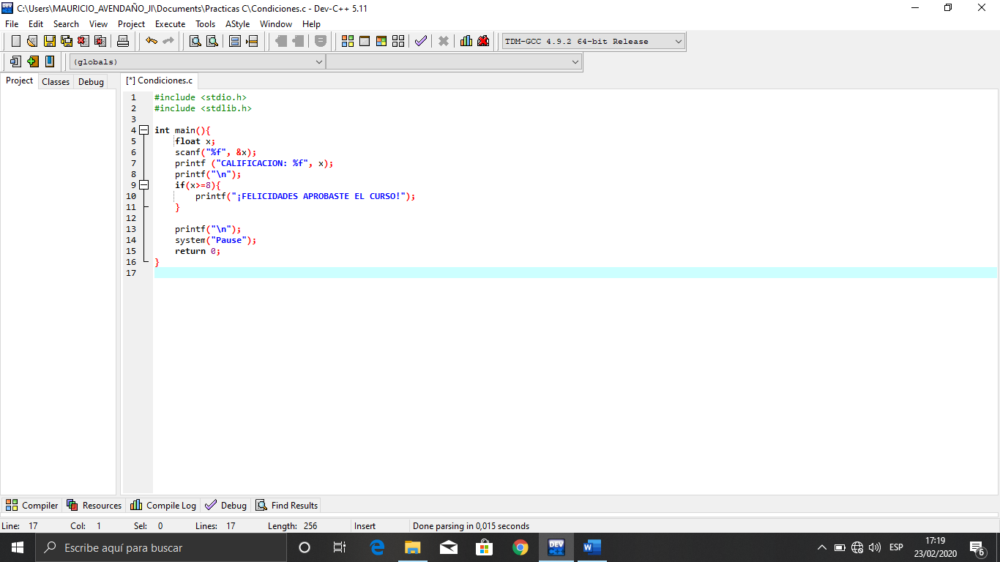 C:\Users\MAURICIO_AVENDAÑO_JI\Documents\Practicas C\Condiciones.c - Dev-C++ 5.11
File Edit Search View Project Execute Tools AStyle Window Help
TDM-GCC 4.9.2 64-bit Release
(globals)
Project Classes Debug [*] Condiciones.c
1 #include <stdio.h>
2 #include <stdlib.h>
3
4 int main(){
5 float x;
6 scanf("%f", &x);
7 printf ("CALIFICACION: %f", x);
8 printf("\n");
9 if(x>=8){
10 printf("¡FELICIDADES APROBASTE EL CURSO!");
11 }
12
13 printf("\n");
14 system("Pause");
15 return 0;
16 }
17
Compiler Resources Compile Log Debug Find Results
Line: 17 Col: 1 Sel: 0 Lines: 17 Length: 256 Insert Done parsing in 0,015 seconds
Escribe aquí para buscar
DEV
ESP
17:19
23/02/2020
6